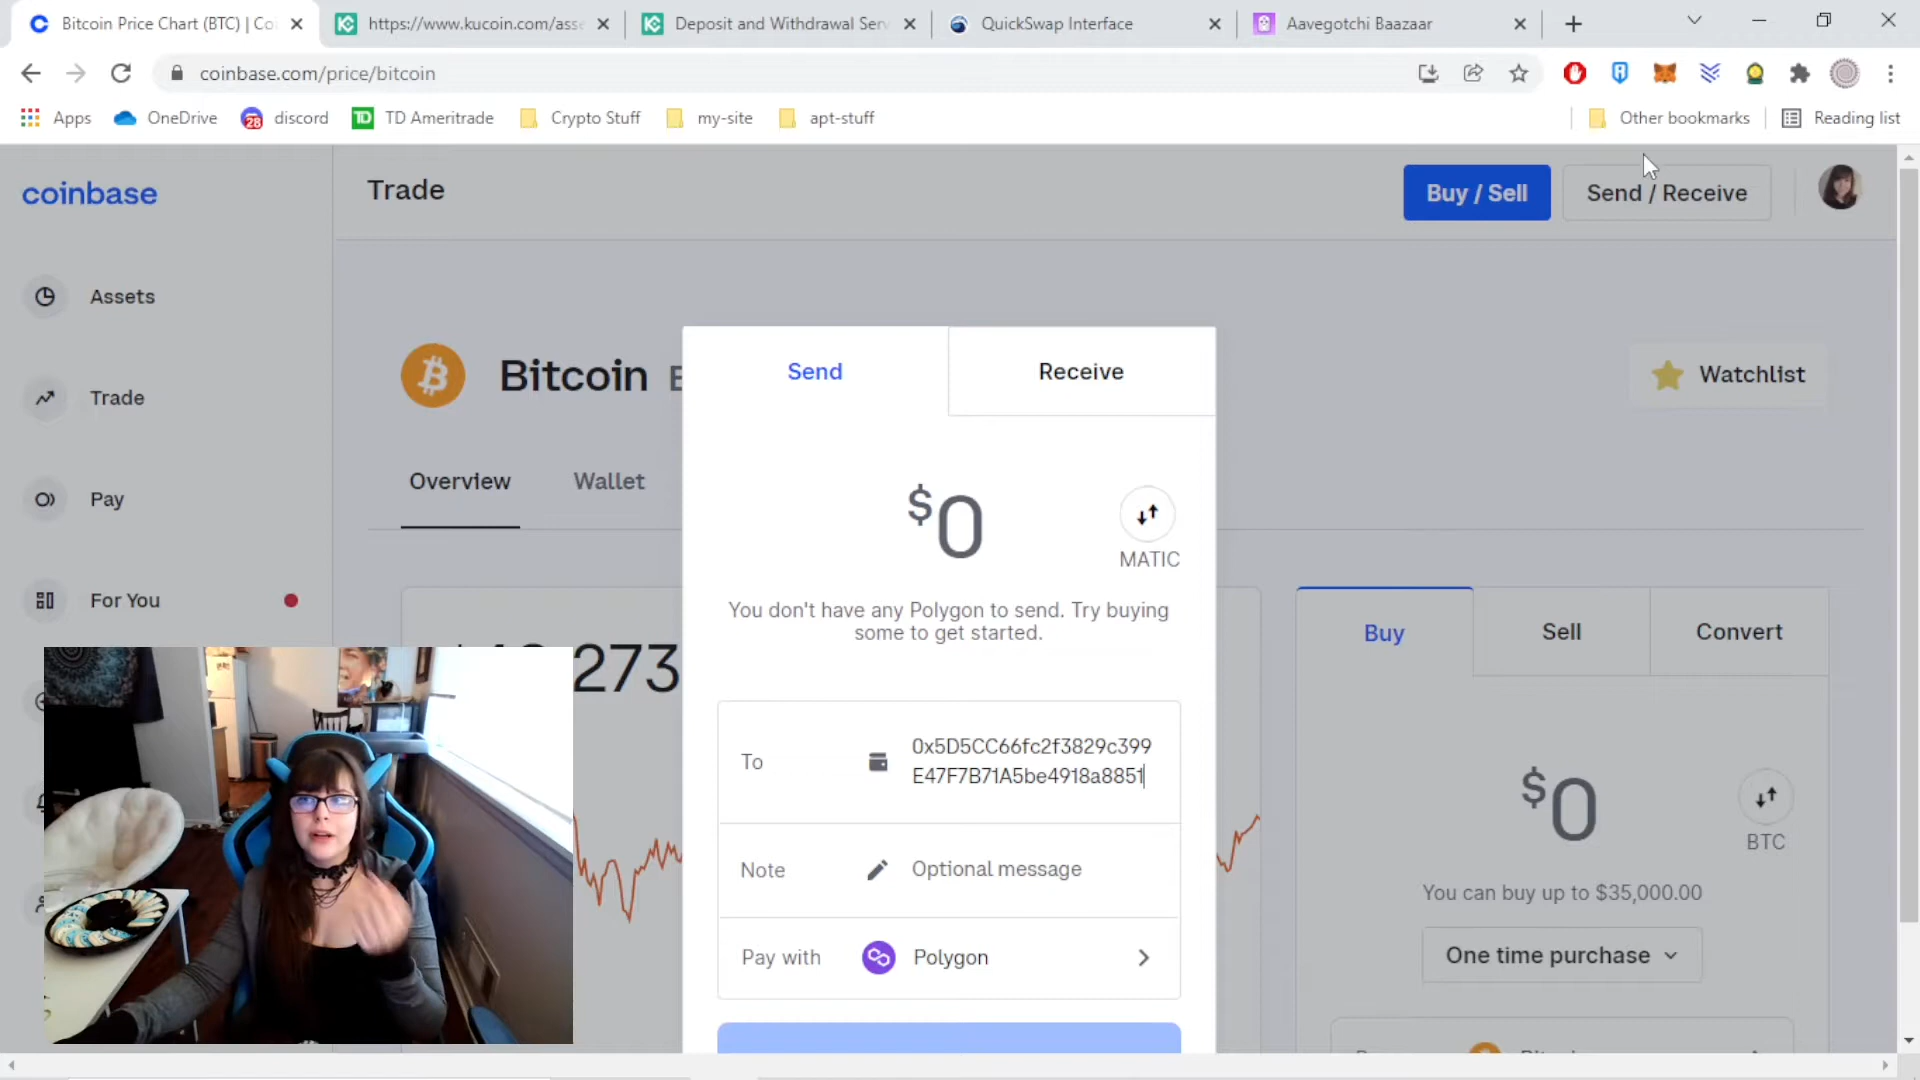 Bitcoin Price Chart (BTC) | Co
https://www.kucoin.com/asse
Deposit and Withdrawal Serv
QuickSwap Interface
Aavegotchi Baazaar
coinbase.com/price/bitcoin
Apps
OneDrive
28
discord
TD
TD Ameritrade
Crypto Stuff
my-site
apt-stuff
Other bookmarks
Reading list
coinbase
Trade
Buy / Sell
Send / Receive
Assets
Trade
Pay
For You
Bitcoin
Watchlist
Overview
Wallet
Send
Receive
$0
MATIC
You don't have any Polygon to send. Try buying
some to get started.
To
0x5D5CC66fc2f3829c399
E47F7B71A5be4918a8851
Note
Optional message
Pay with
Polygon
273
Buy
Sell
Convert
$0
BTC
You can buy up to $35,000.00
One time purchase